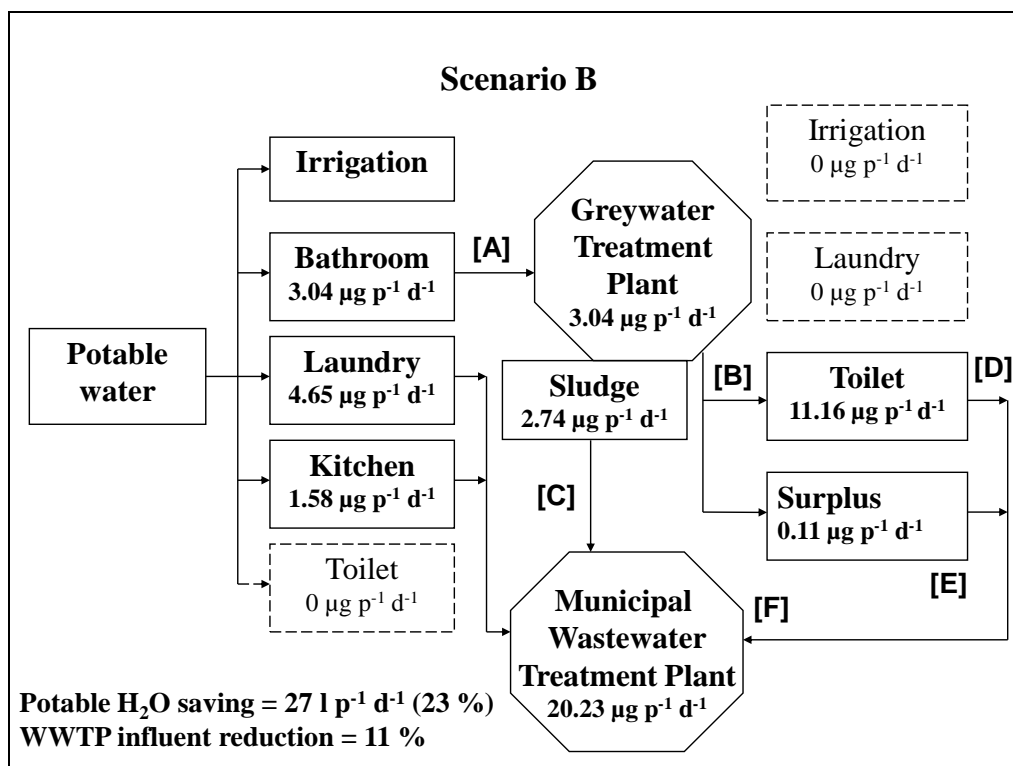 Scenario B
Irrigation
Bathroom
3.04 µg p⁻¹ d⁻¹
Laundry
4.65 µg p⁻¹ d⁻¹
Kitchen
1.58 µg p⁻¹ d⁻¹
Toilet
0 µg p⁻¹ d⁻¹
Potable
water
[A]
Greywater
Treatment
Plant
3.04 µg p⁻¹ d⁻¹
Sludge
2.74 µg p⁻¹ d⁻¹
[C]
Irrigation
0 µg p⁻¹ d⁻¹
Laundry
0 µg p⁻¹ d⁻¹
[B]
Toilet
11.16 µg p⁻¹ d⁻¹
[D]
Surplus
0.11 µg p⁻¹ d⁻¹
[E]
[F]
Municipal
Wastewater
Treatment Plant
20.23 µg p⁻¹ d⁻¹
Potable H₂O saving = 27 l p⁻¹ d⁻¹ (23 %)
WWTP influent reduction = 11 %